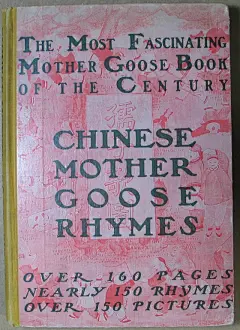 THE MOST FASCINATING
MOTHER GOOSE BOOK
OF THE CENTURY
CHINESE
MOTHER
GOOSE
RHYMES
OVER 160 PAGES
NEARLY 150 RHYMES
OVER 150 PICTURES